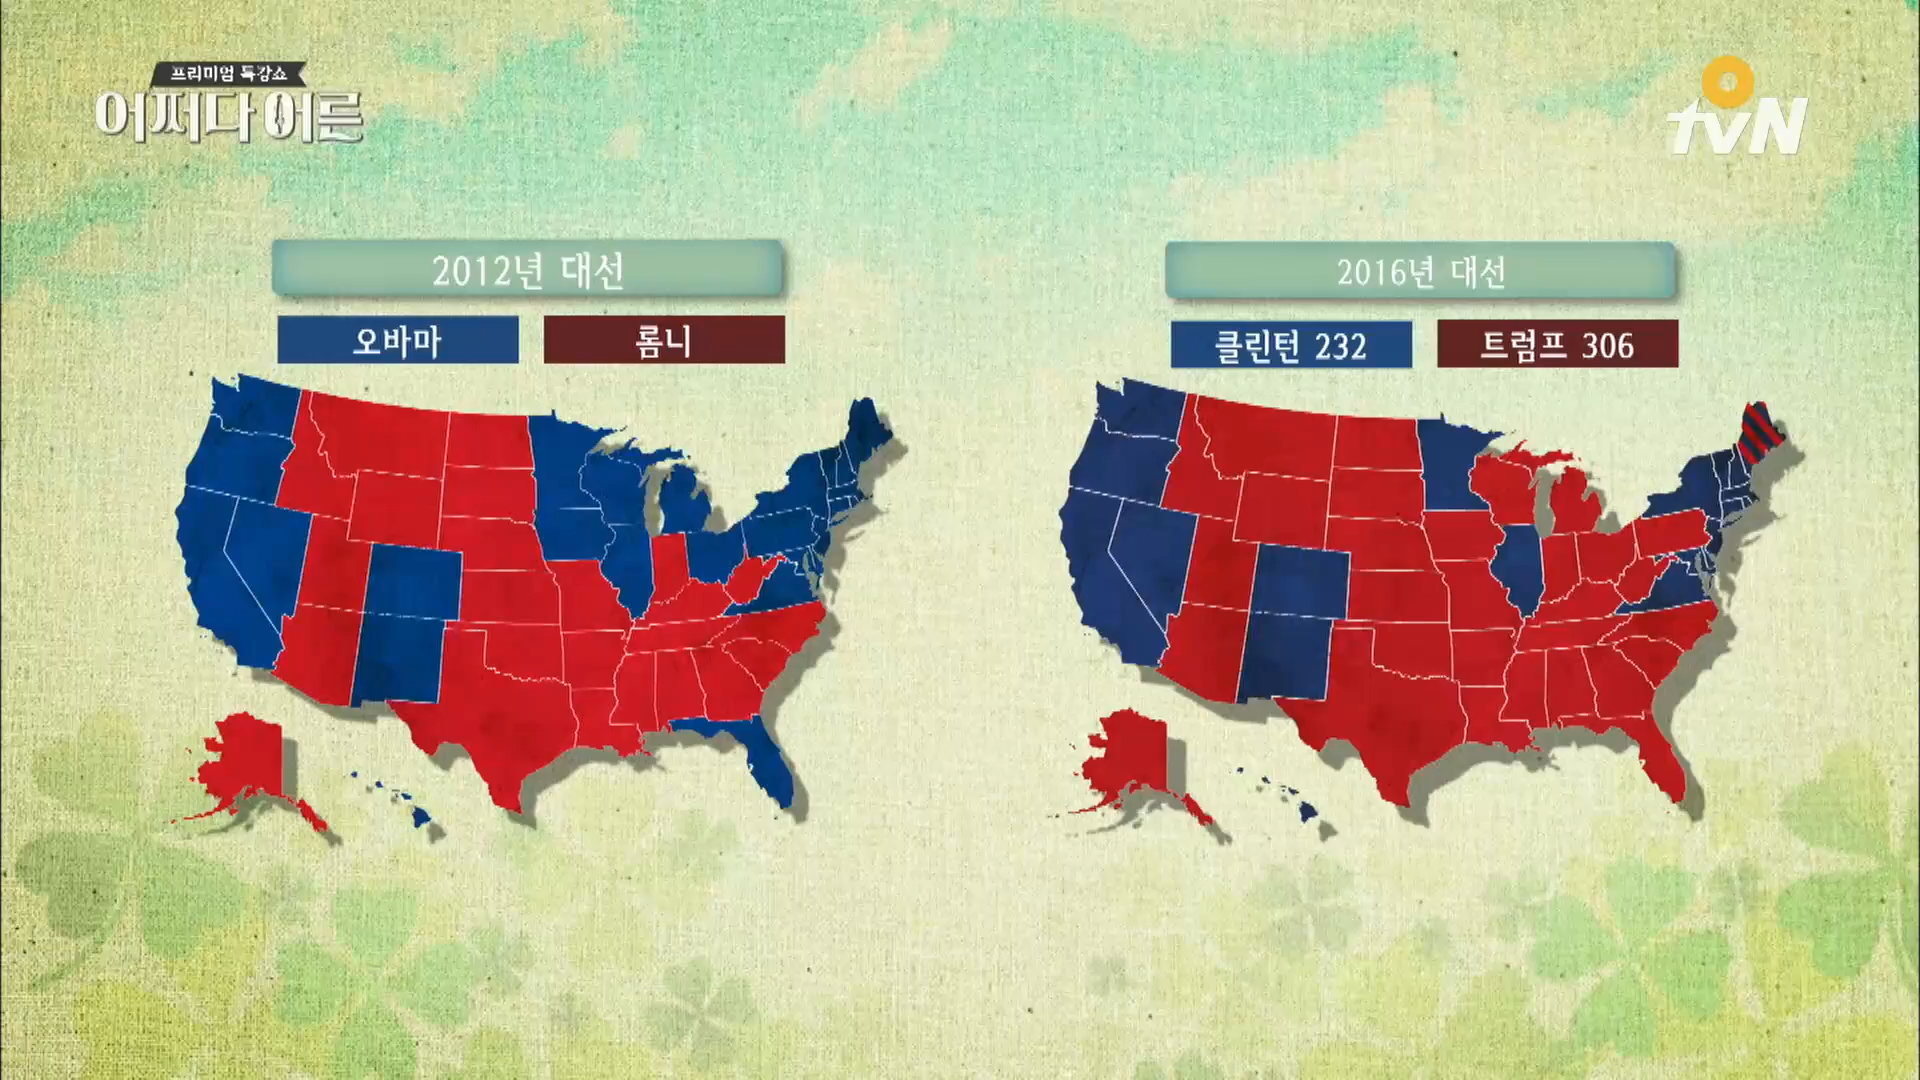 프리미엄 특강쇼
어쩌다 어른
tvN
2012년 대선
오바마
롬니
2016년 대선
클린턴 232
트럼프 306